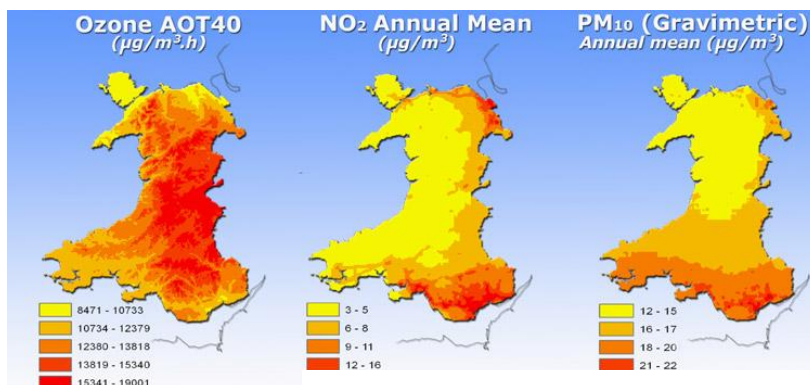 Ozone AOT40
(µg/m³.h)
8471 - 10733
10734 - 12379
12380 - 13818
13819 - 15340
15341 - 19001
NO₂ Annual Mean
(µg/m³)
3 - 5
6 - 8
9 - 11
12 - 16
PM₁₀ (Gravimetric)
Annual mean (µg/m³)
12 - 15
16 - 17
18 - 20
21 - 22